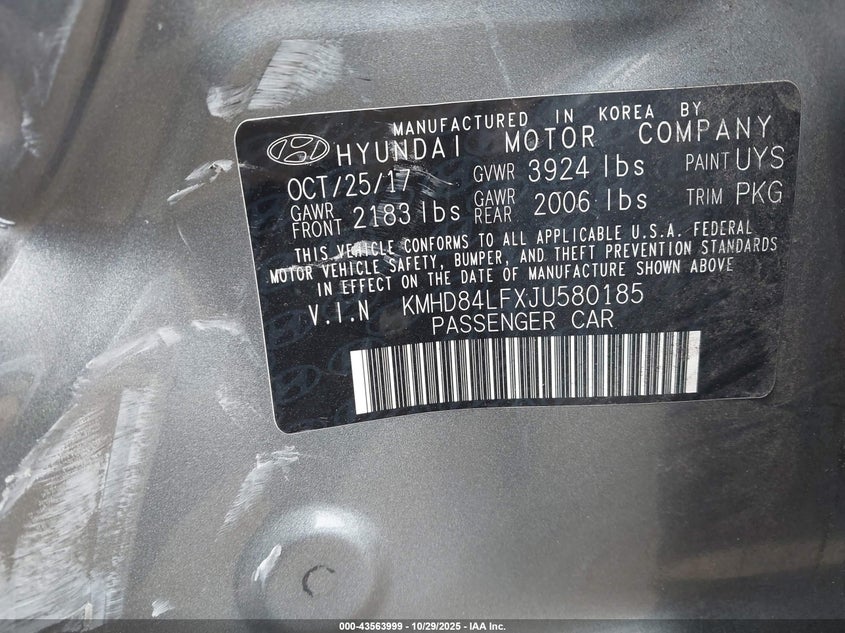 MANUFACTURED IN KOREA BY
HYUNDAI MOTOR COMPANY
OCT/25/17 GVWR 3924 lbs PAINT UYS
GAWR FRONT 2183 lbs GAWR REAR 2006 lbs TRIM PKG
THIS VEHICLE CONFORMS TO ALL APPLICABLE U.S.A. FEDERAL
MOTOR VEHICLE SAFETY, BUMPER, AND THEFT PREVENTION STANDARDS
IN EFFECT ON THE DATE OF MANUFACTURE SHOWN ABOVE
V.I.N KMHD84LFXJU580185
PASSENGER CAR
000-43563999 • 10/29/2025 • IAA Inc.